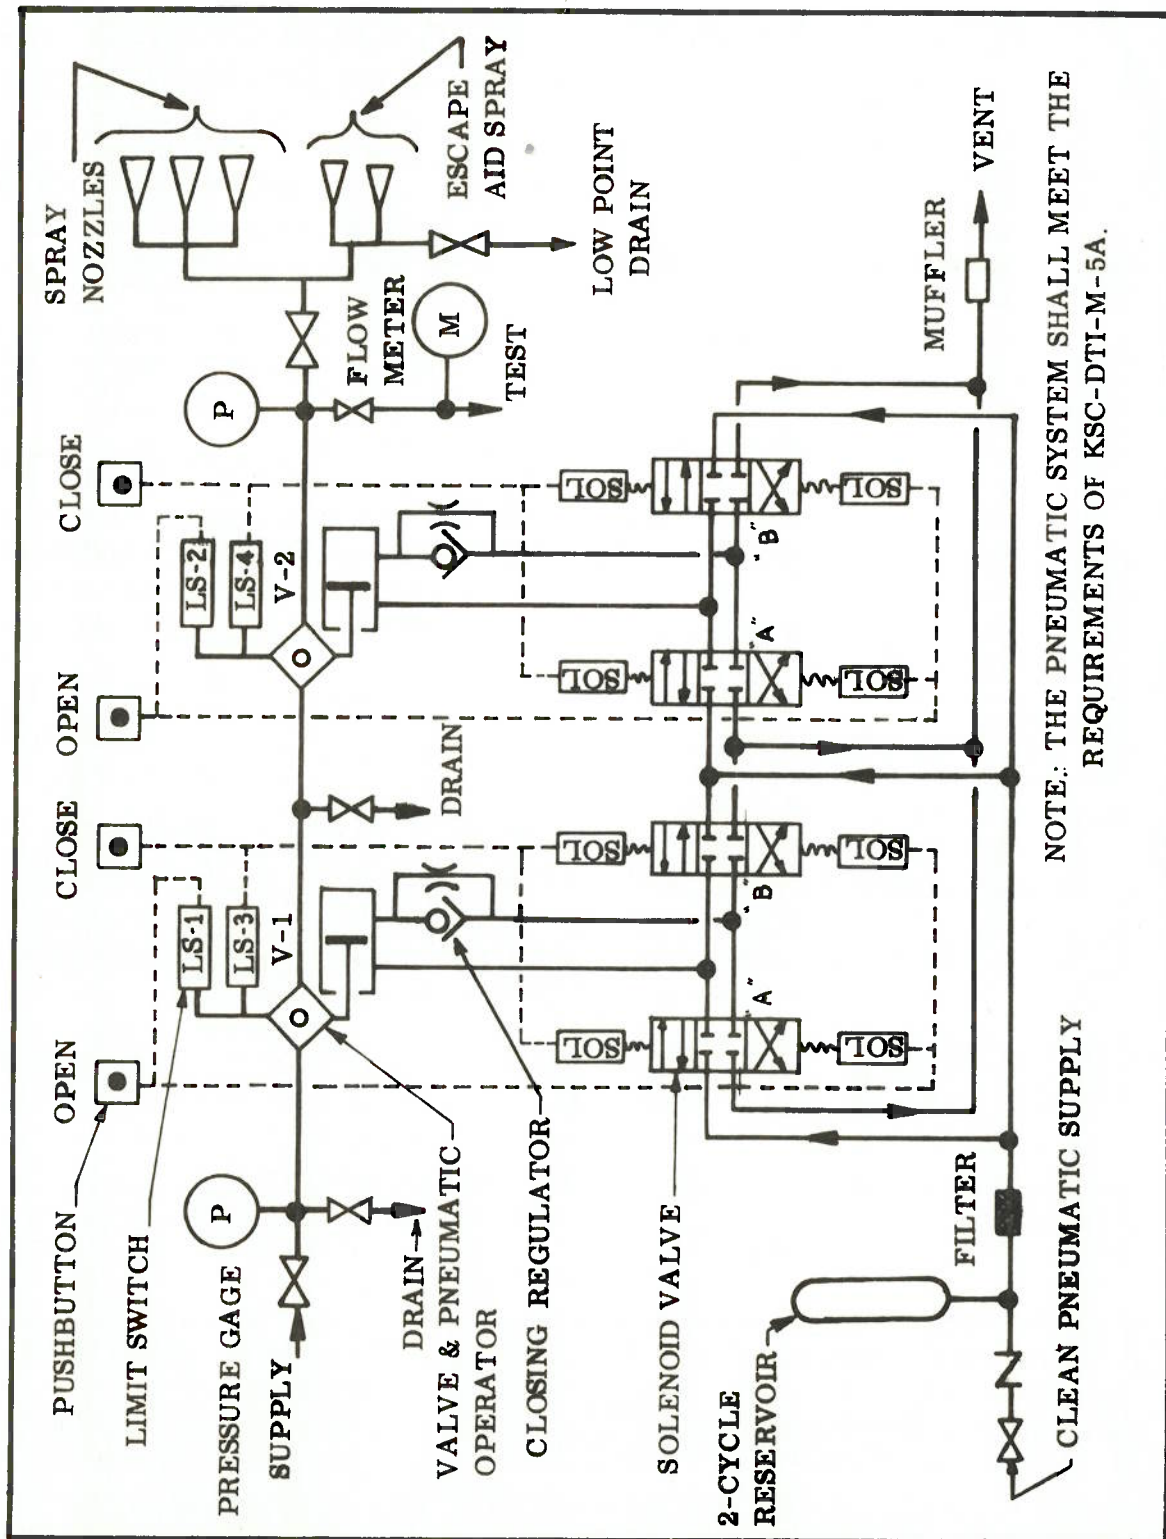 SPRAY
NOZZLES
ESCAPE
AID SPRAY
LOW POINT
DRAIN
PUSHBUTTON
LIMIT SWITCH
PRESSURE GAGE
SUPPLY
OPEN
CLOSE
OPEN
CLOSE
LS-1
LS-3
V-1
LS-2
LS-4
V-2
P
P
FLOW
METER
M
TEST
DRAIN
DRAIN
VALVE & PNEUMATIC
OPERATOR
CLOSING REGULATOR
SOLENOID VALVE
SOL
SOL
SOL
SOL
"A"
"B"
"A"
"B"
SOL
SOL
SOL
SOL
MUFFLER
VENT
2-CYCLE
RESERVOIR
FILTER
CLEAN PNEUMATIC SUPPLY
NOTE.: THE PNEUMATIC SYSTEM SHALL MEET THE
REQUIREMENTS OF KSC-DTI-M-5A.